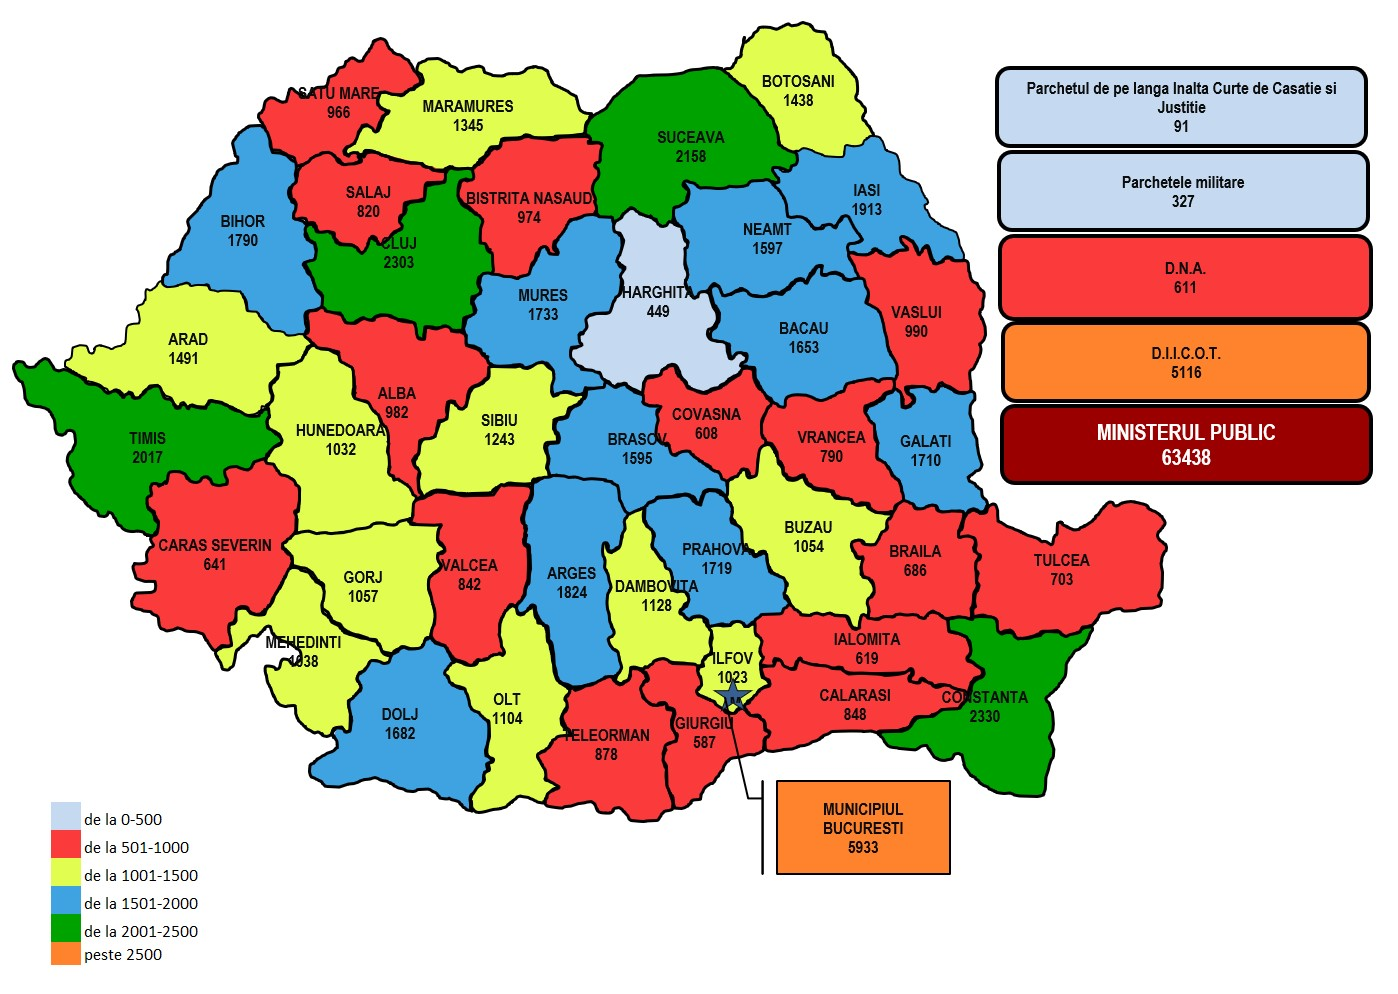 SATU MARE
966
MARAMURES
1345
BOTOSANI
1438
SUCEAVA
2158
SALAJ
820
BISTRITA NASAUD
974
IASI
1913
BIHOR
1790
CLUJ
2303
NEAMT
1597
MURES
1733
HARGHITA
449
VASLUI
990
BACAU
1653
ARAD
1491
ALBA
982
SIBIU
1243
COVASNA
608
HUNEDOARA
1032
BRASOV
1595
VRANCEA
790
GALATI
1710
TIMIS
2017
CARAS SEVERIN
641
BUZAU
1054
PRAHOVA
1719
BRAILA
686
TULCEA
703
GORJ
1057
VALCEA
842
ARGES
1824
DAMBOVITA
1128
MEHEDINTI
1038
IALOMITA
619
ILFOV
1023
CALARASI
848
CONSTANTA
2330
DOLJ
1682
OLT
1104
TELEORMAN
878
GIURGIU
587
MUNICIPIUL
BUCURESTI
5933
Parchetul de pe langa Inalta Curte de Casatie si
Justitie
91
Parchetele militare
327
D.N.A.
611
D.I.I.C.O.T.
5116
MINISTERUL PUBLIC
63438
de la 0-500
de la 501-1000
de la 1001-1500
de la 1501-2000
de la 2001-2500
peste 2500